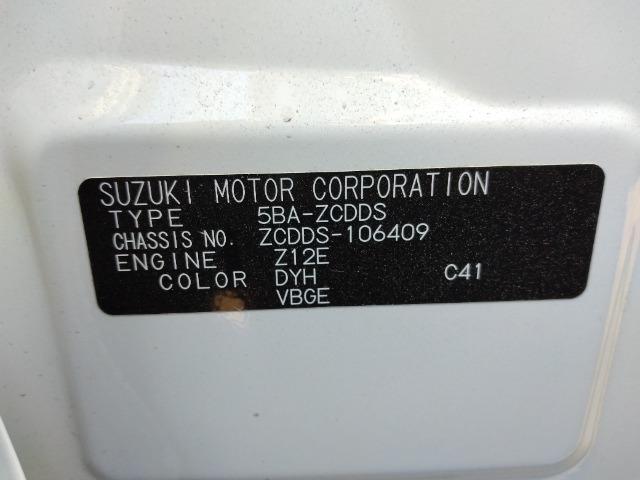 SUZUKI MOTOR CORPORATION
TYPE 5BA-ZCDDS
CHASSIS NO. ZCDDS-106409
ENGINE Z12E
COLOR DYH C41
VBGE